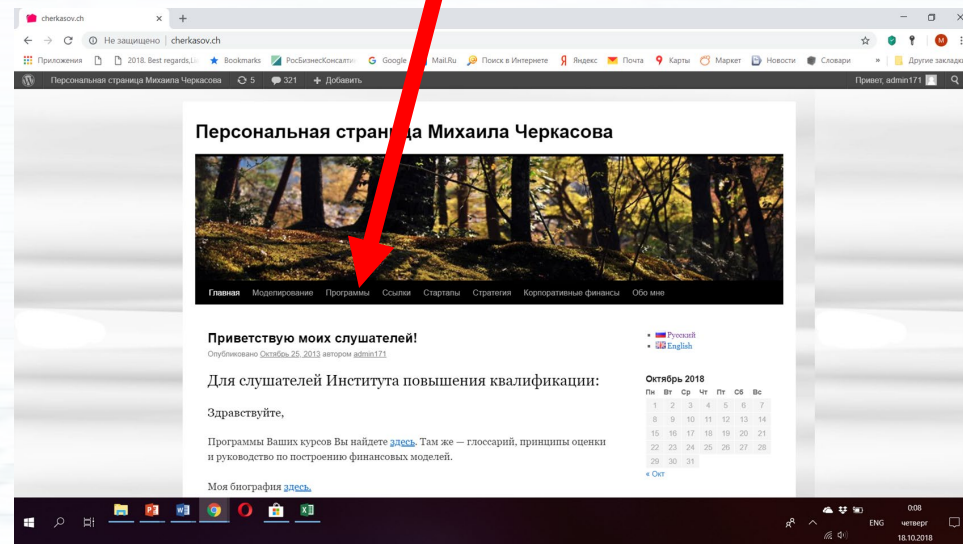 cherkasov.ch
Не защищено | cherkasov.ch
Приложения 2018. Best regards,Li Bookmarks РосБизнесКонсалтин Google Mail.Ru Поиск в Интернете Яндекс Почта Карты Маркет Новости Словари » Другие закладки
Персональная страница Михаила Черкасова 5 321 + Добавить Привет, admin171
Персональная страница Михаила Черкасова
Главная Моделирование Программы Ссылки Стартапы Стратегия Корпоративные финансы Обо мне
Приветствую моих слушателей!
Опубликовано Октябрь 25, 2013 автором admin171
Для слушателей Института повышения квалификации:
Здравствуйте,
Программы Ваших курсов Вы найдете здесь. Там же — глоссарий, принципы оценки
и руководство по построению финансовых моделей.
Моя биография здесь.
Русский
English
Октябрь 2018
Пн Вт Ср Чт Пт Сб Вс
1 2 3 4 5 6 7
8 9 10 11 12 13 14
15 16 17 18 19 20 21
22 23 24 25 26 27 28
29 30 31
« Окт
ENG
0:08
четверг
18.10.2018